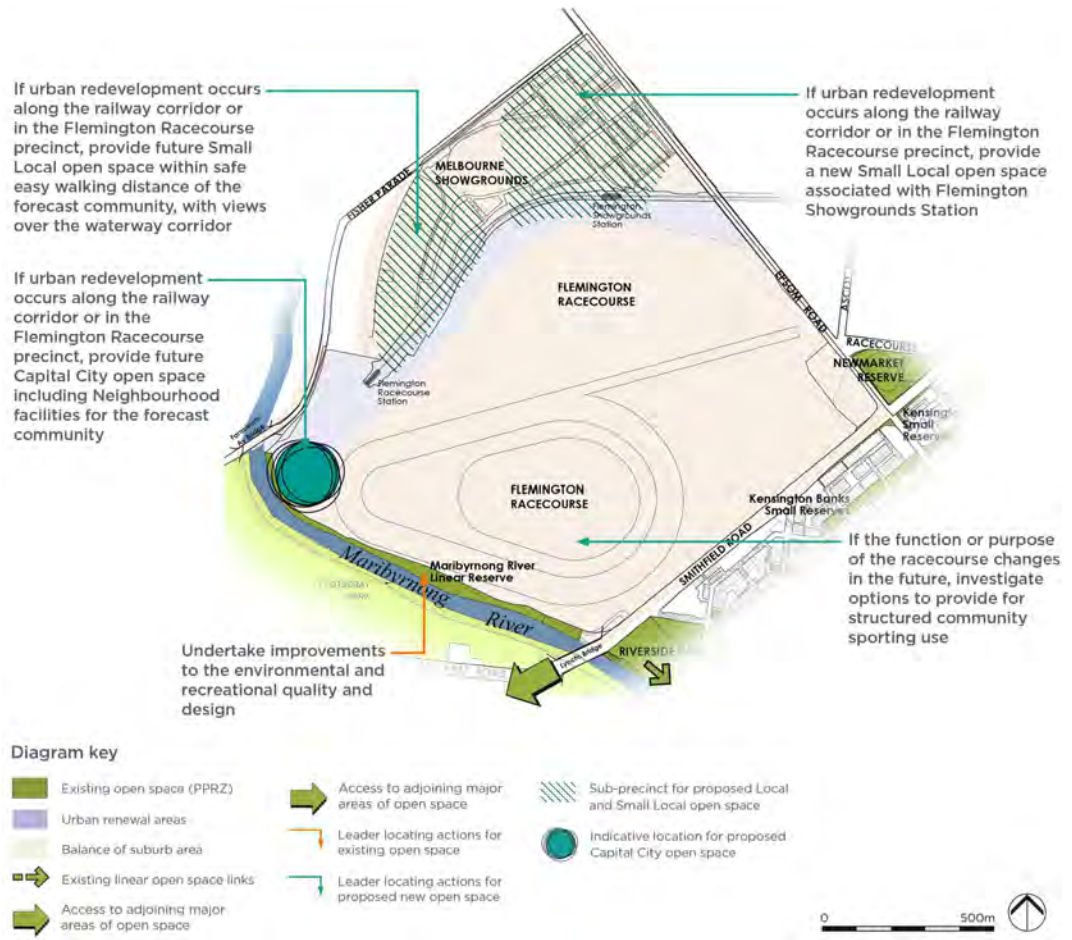 If urban redevelopment occurs
along the railway corridor or
in the Flemington Racecourse
precinct, provide future Small
Local open space within safe
easy walking distance of the
forecast community, with views
over the waterway corridor
If urban redevelopment
occurs along the railway
corridor or in the Flemington
Racecourse precinct, provide
a new Small Local open space
associated with Flemington
Showgrounds Station
MELBOURNE
SHOWGROUNDS
FISHER PARADE
Flemington
Showgrounds
Station
If urban redevelopment
occurs along the railway
corridor or in the
Flemington Racecourse
precinct, provide future
Capital City open space
including Neighbourhood
facilities for the forecast
community
FLEMINGTON
RACECOURSE
EPSOM ROAD
ASCOT
RACECOURSE
NEWMARKET
RESERVE
Flemington
Racecourse
Station
Kensington
Small
Reserve
FLEMINGTON
RACECOURSE
Kensington Banks
Small Reserves
SMITHFIELD ROAD
Maribyrnong River
Linear Reserve
Maribyrnong
River
If the function or purpose
of the racecourse changes
in the future, investigate
options to provide for
structured community
sporting use
Undertake improvements
to the environmental and
recreational quality and
design
Lynchs Bridge
RIVERSIDE
Diagram key
Existing open space (PPRZ)
Urban renewal areas
Balance of suburb area
Existing linear open space links
Access to adjoining major
areas of open space
Access to adjoining major
areas of open space
Leader locating actions for
existing open space
Leader locating actions for
proposed new open space
Sub-precinct for proposed Local
and Small Local open space
Indicative location for proposed
Capital City open space
0
500m